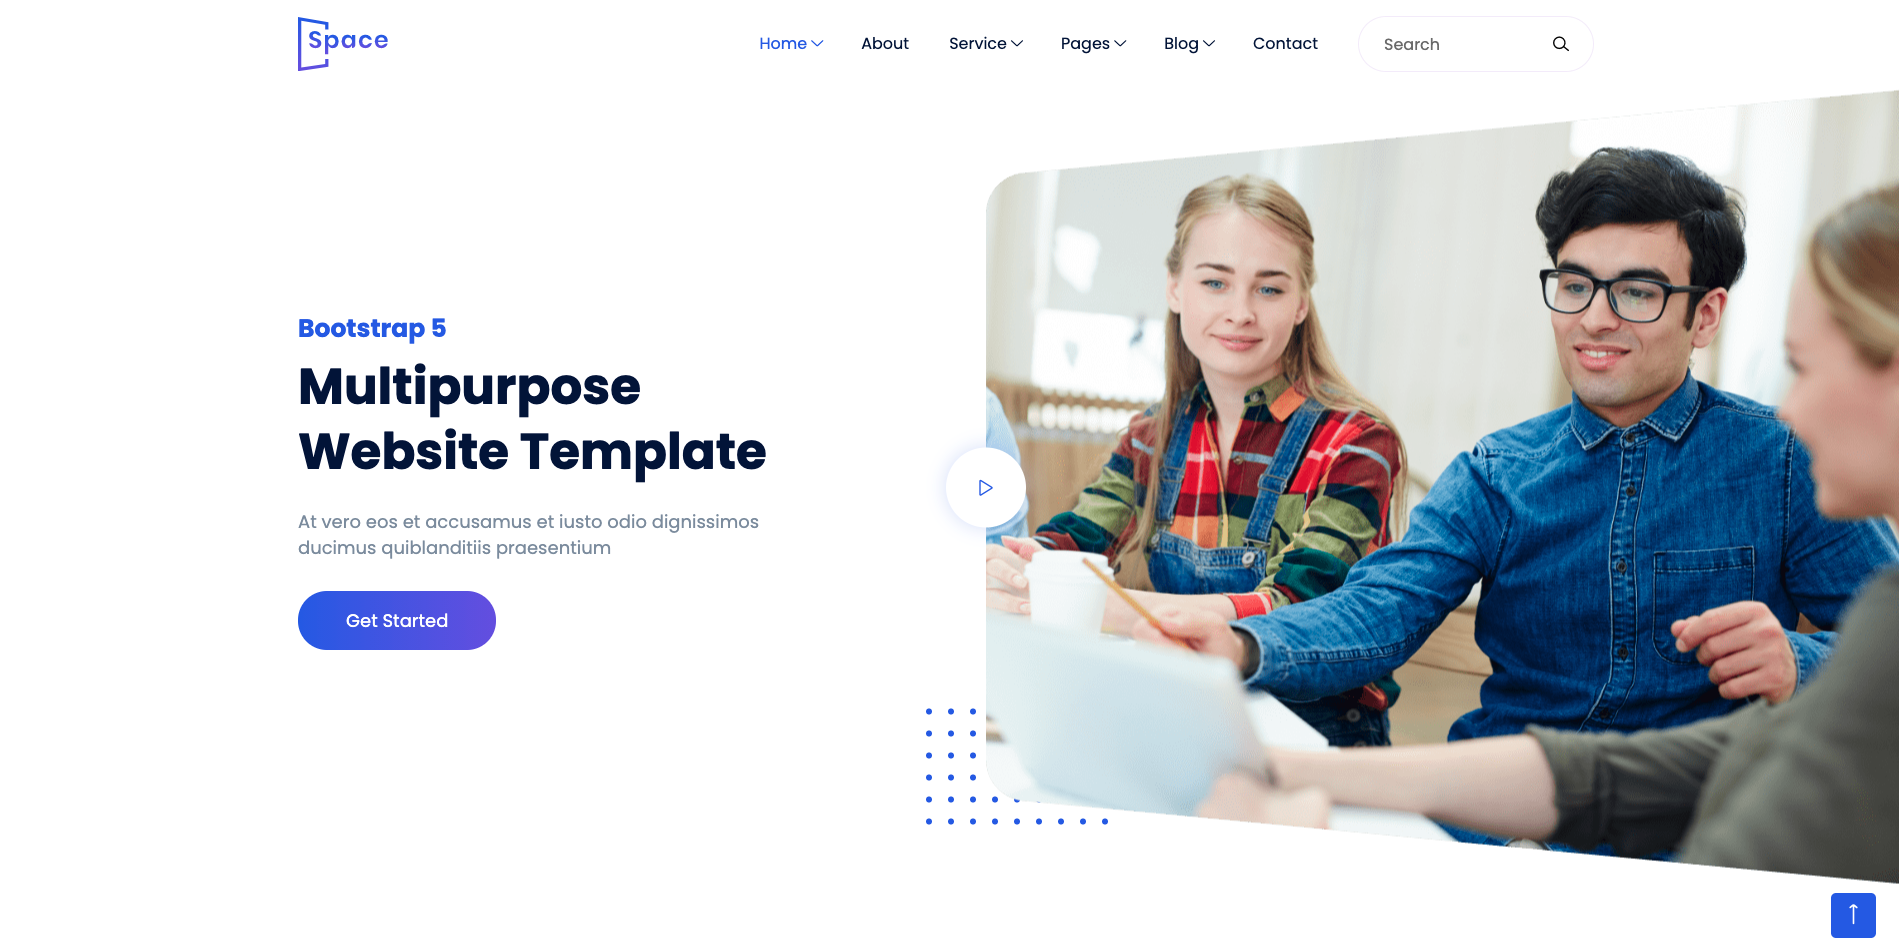 Space
Home
About
Service
Pages
Blog
Contact
Search
Bootstrap 5
Multipurpose
Website Template
At vero eos et accusamus et iusto odio dignissimos
ducimus quiblanditiis praesentium
Get Started